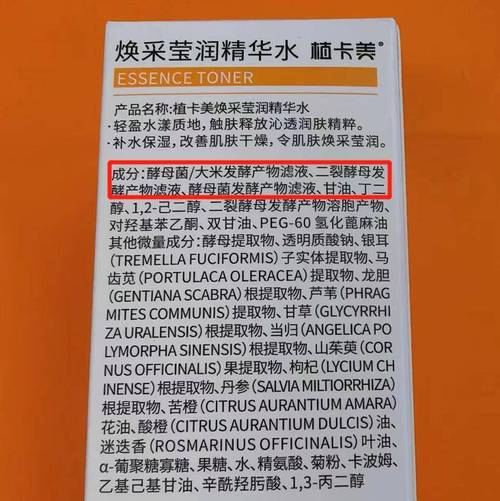 焕采莹润精华水 植卡美®
ESSENCE TONER
产品名称:植卡美焕采莹润精华水
·轻盈水漾质地,触肤释放沁透润肤精粹。
·补水保湿,改善肌肤干燥,令肌肤焕采莹润。
成分:酵母菌/大米发酵产物滤液、二裂酵母发
酵产物滤液、酵母菌发酵产物滤液、甘油、丁二
醇、1,2-己二醇、二裂酵母发酵产物溶胞产物、
对羟基苯乙酮、双甘油、PEG-60 氢化蓖麻油
其他微量成分:酵母提取物、透明质酸钠、银耳
(TREMELLA FUCIFORMIS) 子实体提取物、马
齿苋 (PORTULACA OLERACEA) 提取物、龙胆
(GENTIANA SCABRA) 根提取物、芦苇 (PHRAG
MITES COMMUNIS) 提取物、甘草 (GLYCYRRHI
ZA URALENSIS) 根提取物、当归 (ANGELICA PO
LYMORPHA SINENSIS) 根提取物、山茱萸 (COR
NUS OFFICINALIS) 果提取物、枸杞 (LYCIUM CH
INENSE) 根提取物、丹参 (SALVIA MILTIORRHIZA)
根提取物、苦橙 (CITRUS AURANTIUM AMARA)
花油、酸橙 (CITRUS AURANTIUM DULCIS) 油、
迷迭香 (ROSMARINUS OFFICINALIS) 叶油、
α-葡聚糖寡糖、果糖、水、精氨酸、菊粉、卡波姆、
乙基己基甘油、辛酰羟肟酸、1,3-丙二醇